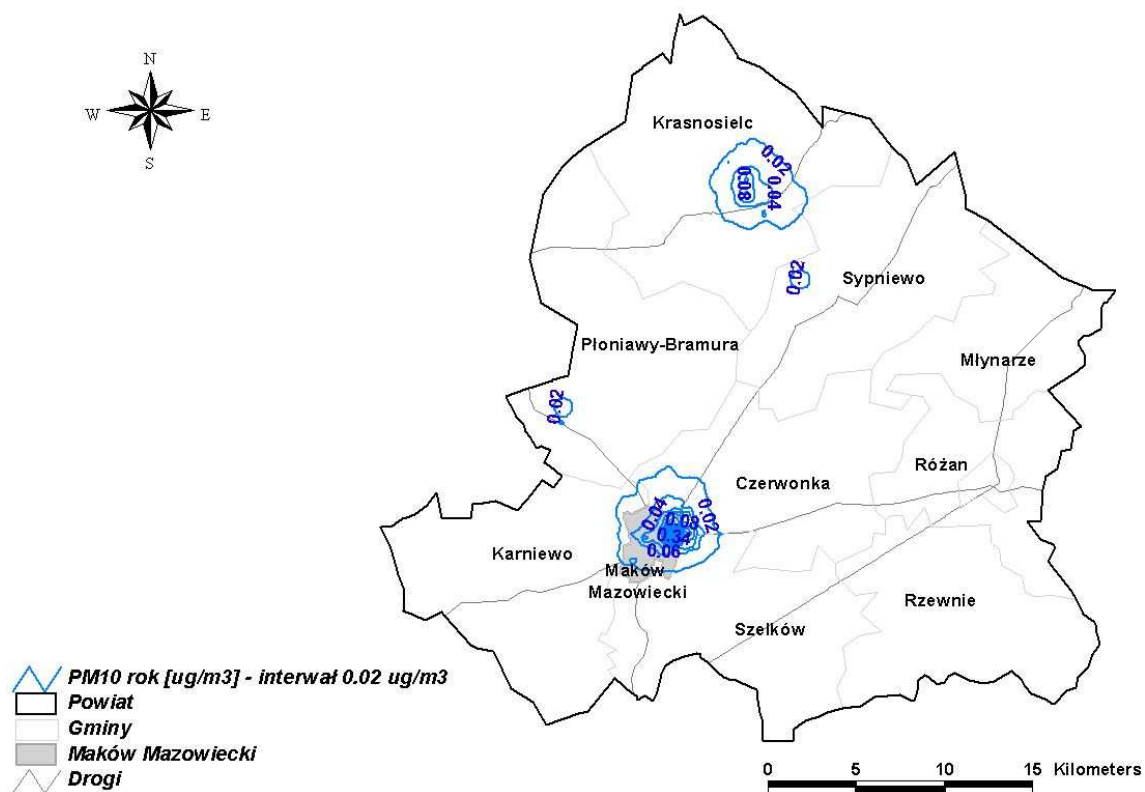 N
W E
S
Krasnosielc
0.02
0.08
0.04
0.02
Sypniewo
Płoniawy-Bramura
Młynarze
0.02
Różan
Czerwonka
0.04
0.08
0.02
0.34
0.06
Karniewo
Maków
Mazowiecki
Rzewnie
Szelków
PM10 rok [ug/m3] - interwał 0.02 ug/m3
Powiat
Gminy
Maków Mazowiecki
Drogi
0 5 10 15 Kilometers